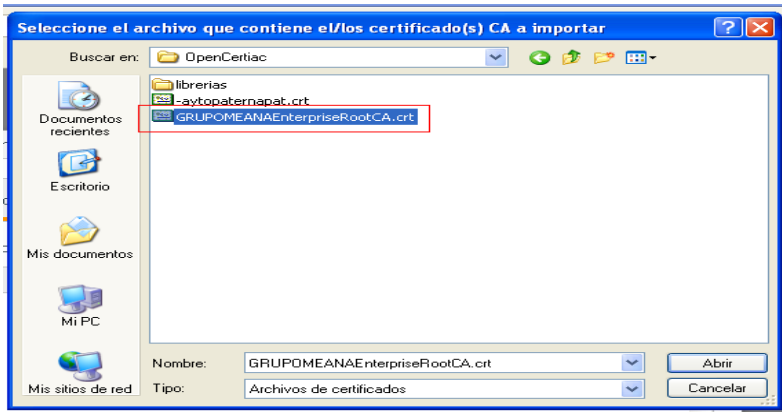 Seleccione el archivo que contiene el/los certificado(s) CA a importar
Buscar en:
OpenCertiac
Documentos
recientes
Escritorio
Mis documentos
Mi PC
Mis sitios de red
librerias
-aytopaternapat.crt
GRUPOMEANAEnterpriseRootCA.crt
Nombre:
GRUPOMEANAEnterpriseRootCA.crt
Abrir
Tipo:
Archivos de certificados
Cancelar